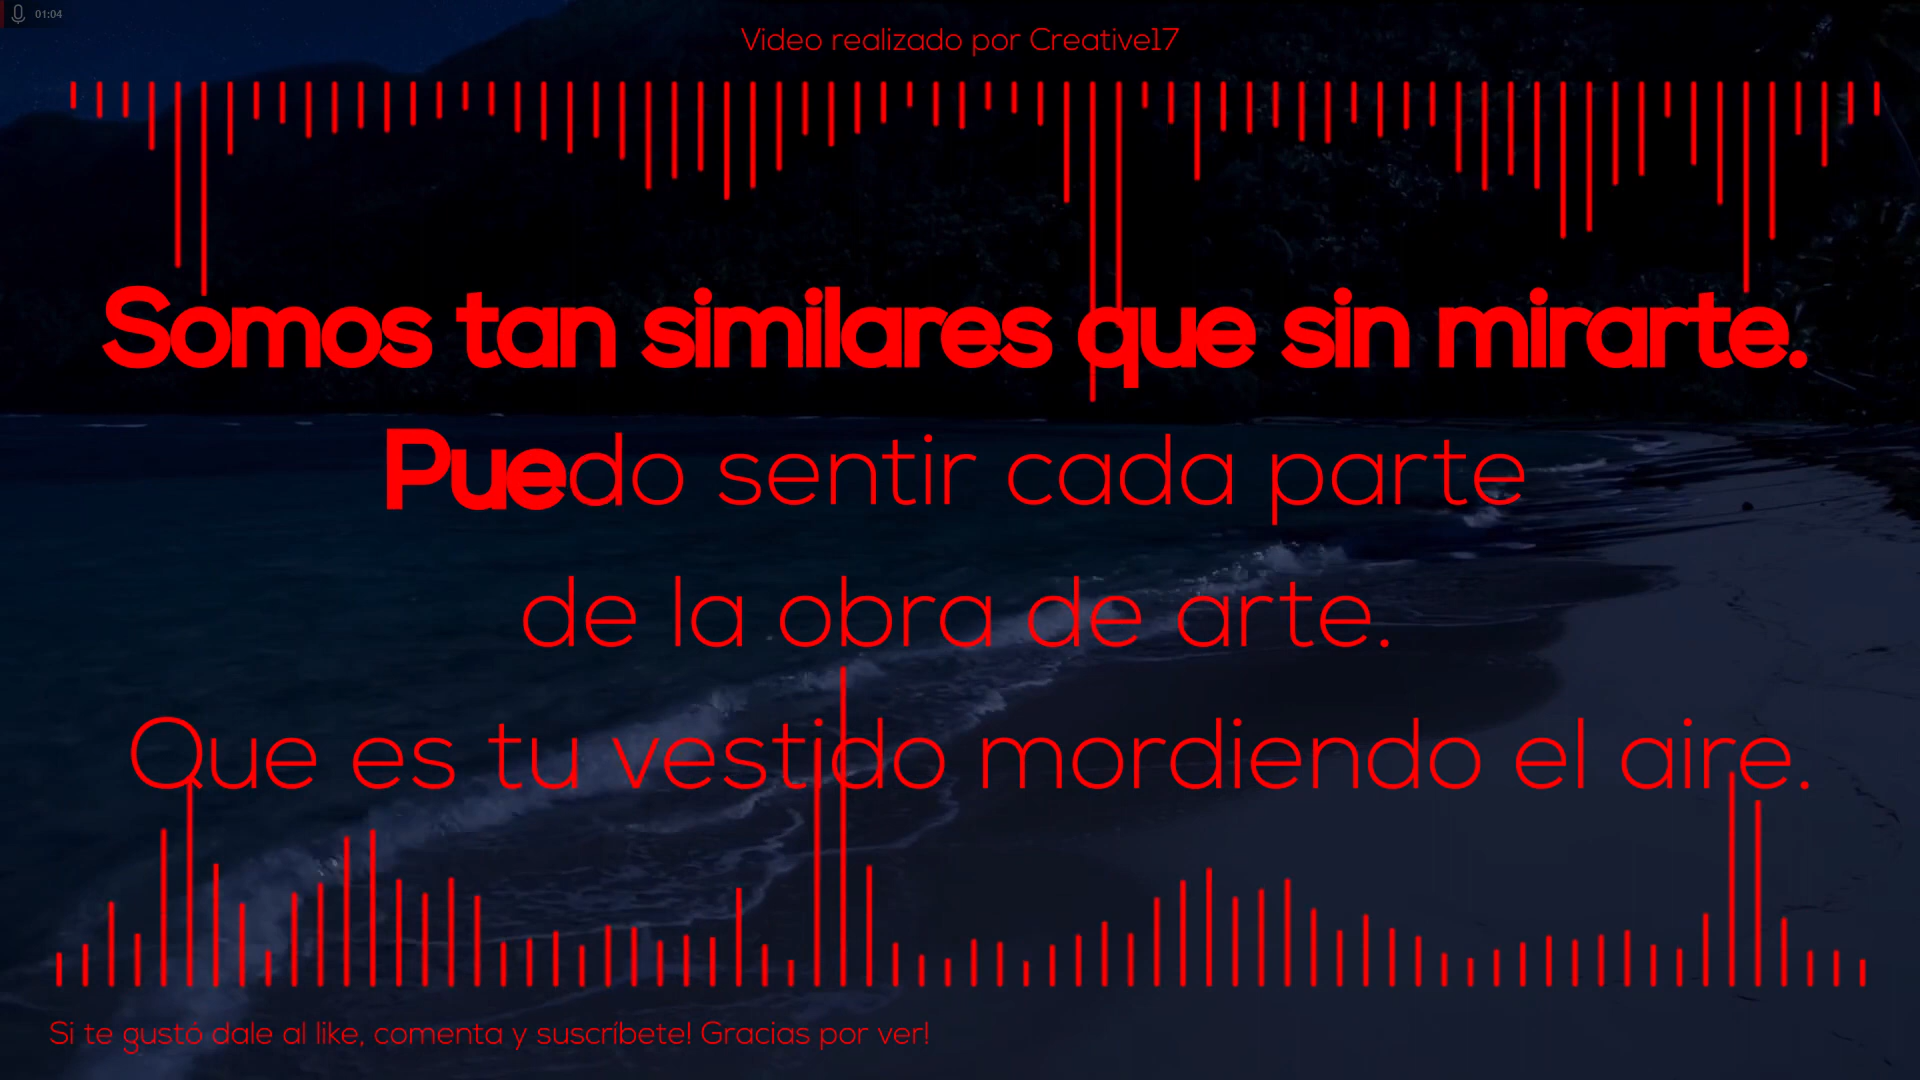 01:04
Video realizado por Creative17
Somos tan similares que sin mirarte.
Puedo sentir cada parte
de la obra de arte.
Que es tu vestido mordiendo el aire.
Si te gustó dale al like, comenta y suscríbete! Gracias por ver!